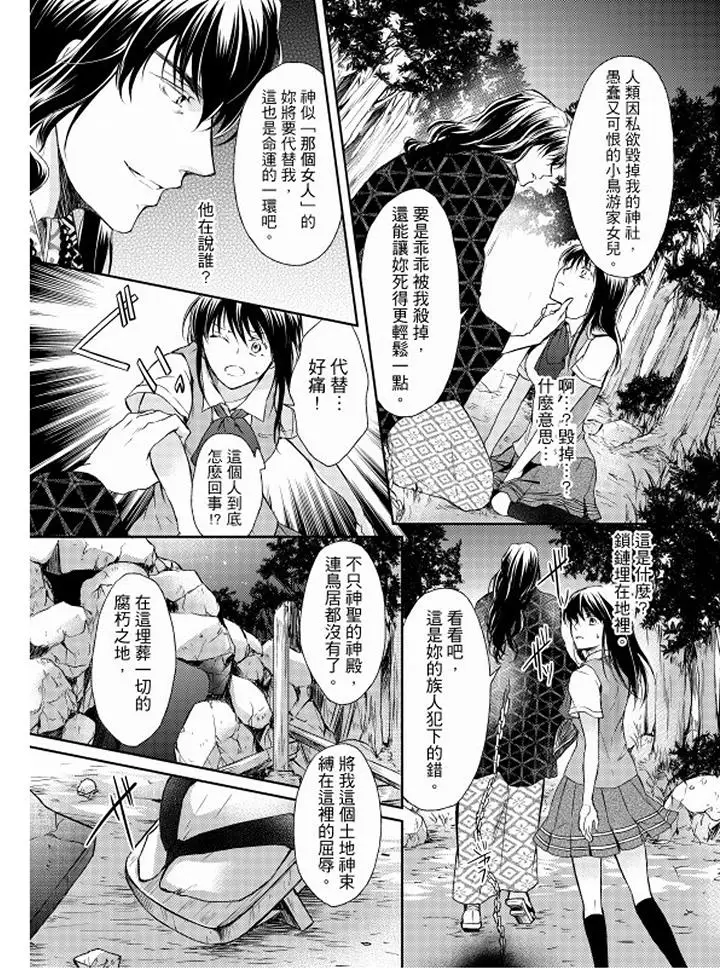 人類因私欲毀掉我的神社，
愚蠢又可恨的小鳥游家女兒。
要是乖乖被我殺掉，
還能讓妳死得更輕鬆一點。
啊…？毀掉…？
什麼意思…
神似「那個女人」的
妳將要代替我，
這也是命運的一環吧。
他在說誰？
代替…
好痛！
這個人到底
怎麼回事!?
這是什麼？
鎖鏈埋在地裡。
看看吧，
這是妳的族人犯下的錯。
不只神聖的神殿，
連鳥居都沒有了。
在這埋葬一切的
腐朽之地，
將我這個土地神束
縛在這裡的屈辱。